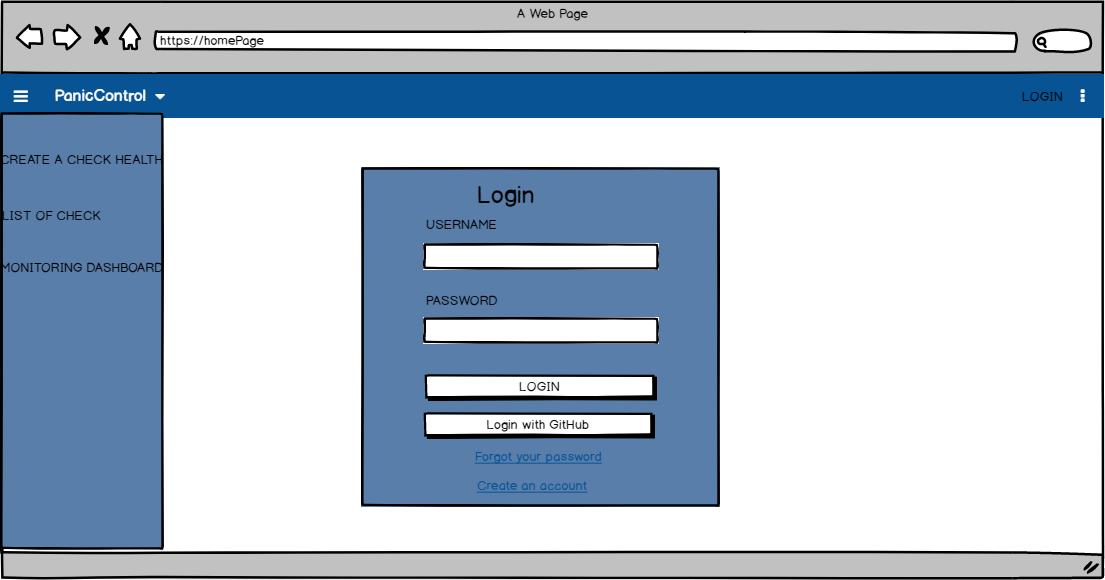 A Web Page
https://homePage
PanicControl
LOGIN
CREATE A CHECK HEALTH
LIST OF CHECK
MONITORING DASHBOARD
Login
USERNAME
PASSWORD
LOGIN
Login with GitHub
Forgot your password
Create an account